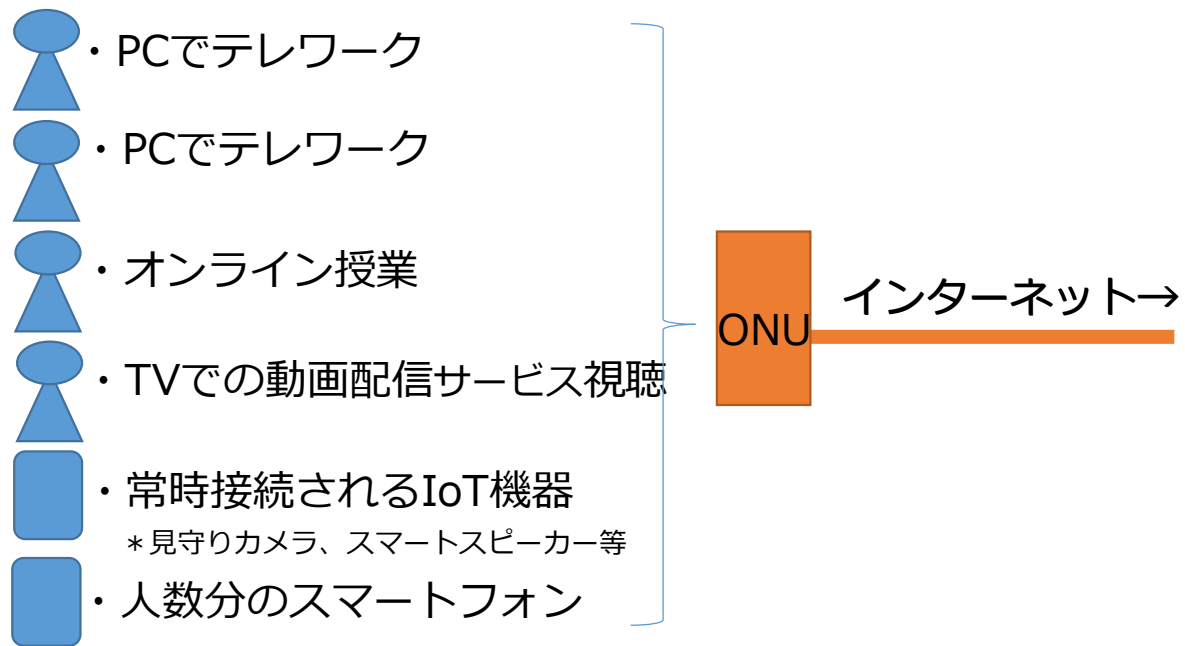 ・PCでテレワーク
・PCでテレワーク
・オンライン授業
・TVでの動画配信サービス視聴
・常時接続されるIoT機器
＊見守りカメラ、スマートスピーカー等
・人数分のスマートフォン
ONU
インターネット→